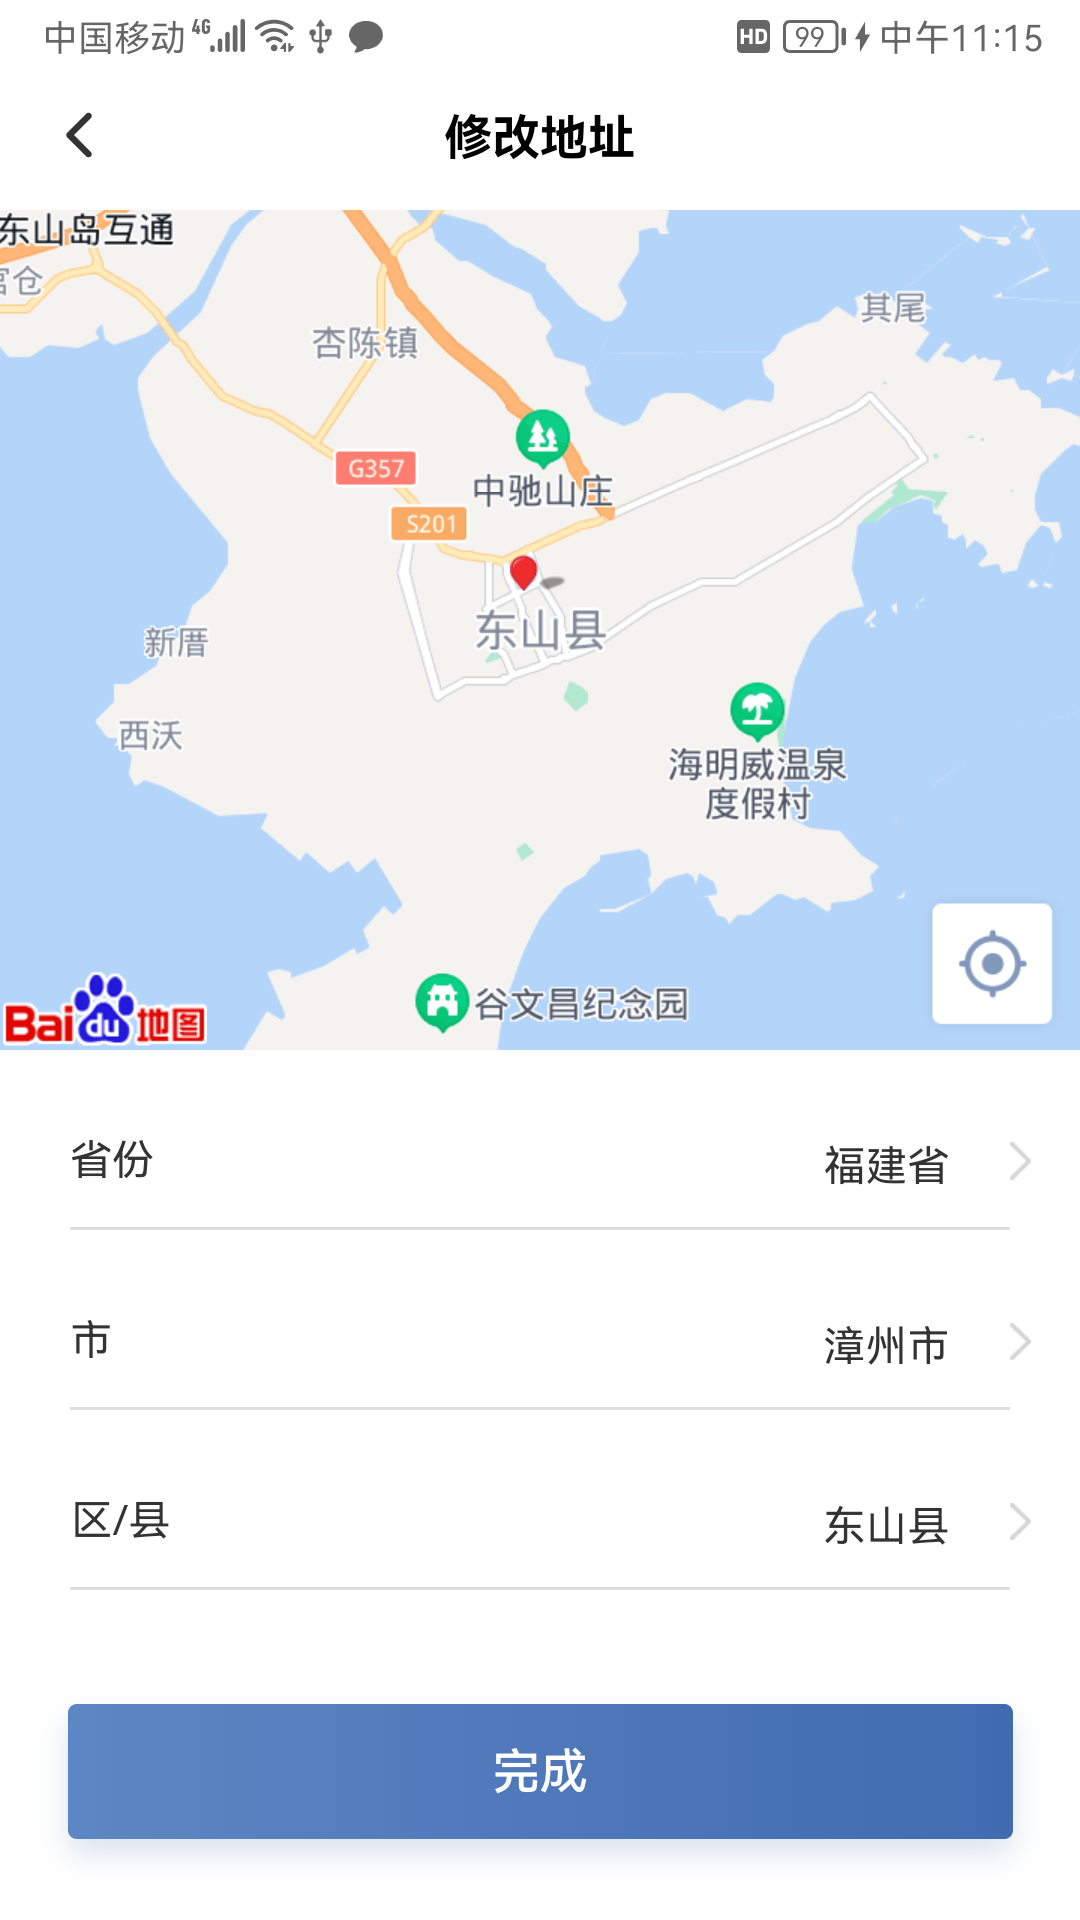 中国移动 4G HD 99 中午11:15
修改地址
东山岛互通
官仓
其尾
杏陈镇
G357
中驰山庄
S201
东山县
新厝
西沃
海明威温泉
度假村
谷文昌纪念园
Baidu地图
省份 福建省
市 漳州市
区/县 东山县
完成